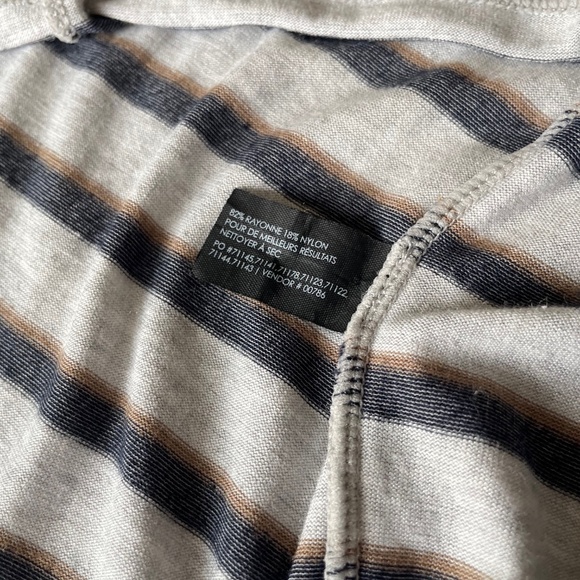 82% RAYONNE 18% NYLON
POUR DE MEILLEURS RÉSULTATS
NETTOYER À SEC
PO #71145,71141,71178,71123,71122,
71144,71143 | VENDOR # 00786